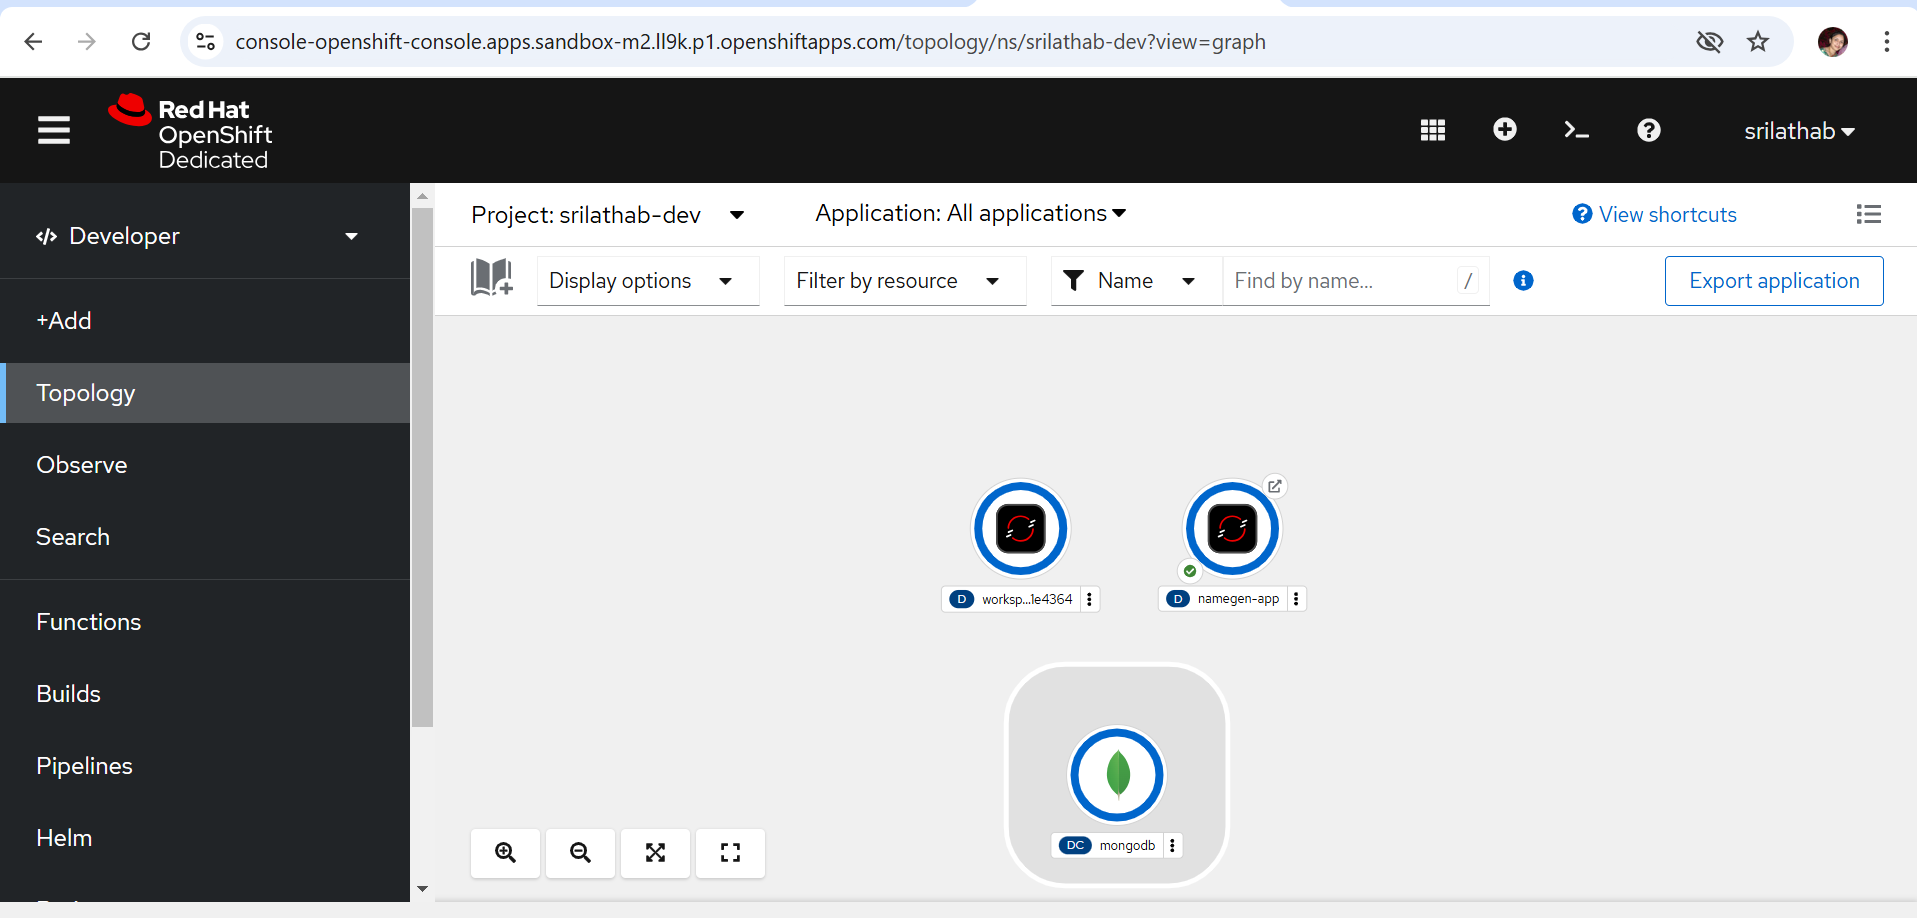 console-openshift-console.apps.sandbox-m2.ll9k.p1.openshiftapps.com/topology/ns/srilathab-dev?view=graph
Red Hat
OpenShift
Dedicated
srilathab
Developer
+Add
Topology
Observe
Search
Functions
Builds
Pipelines
Helm
Project: srilathab-dev
Application: All applications
View shortcuts
Display options
Filter by resource
Name
Find by name...
/
Export application
D worksp...1e4364
D namegen-app
DC mongodb